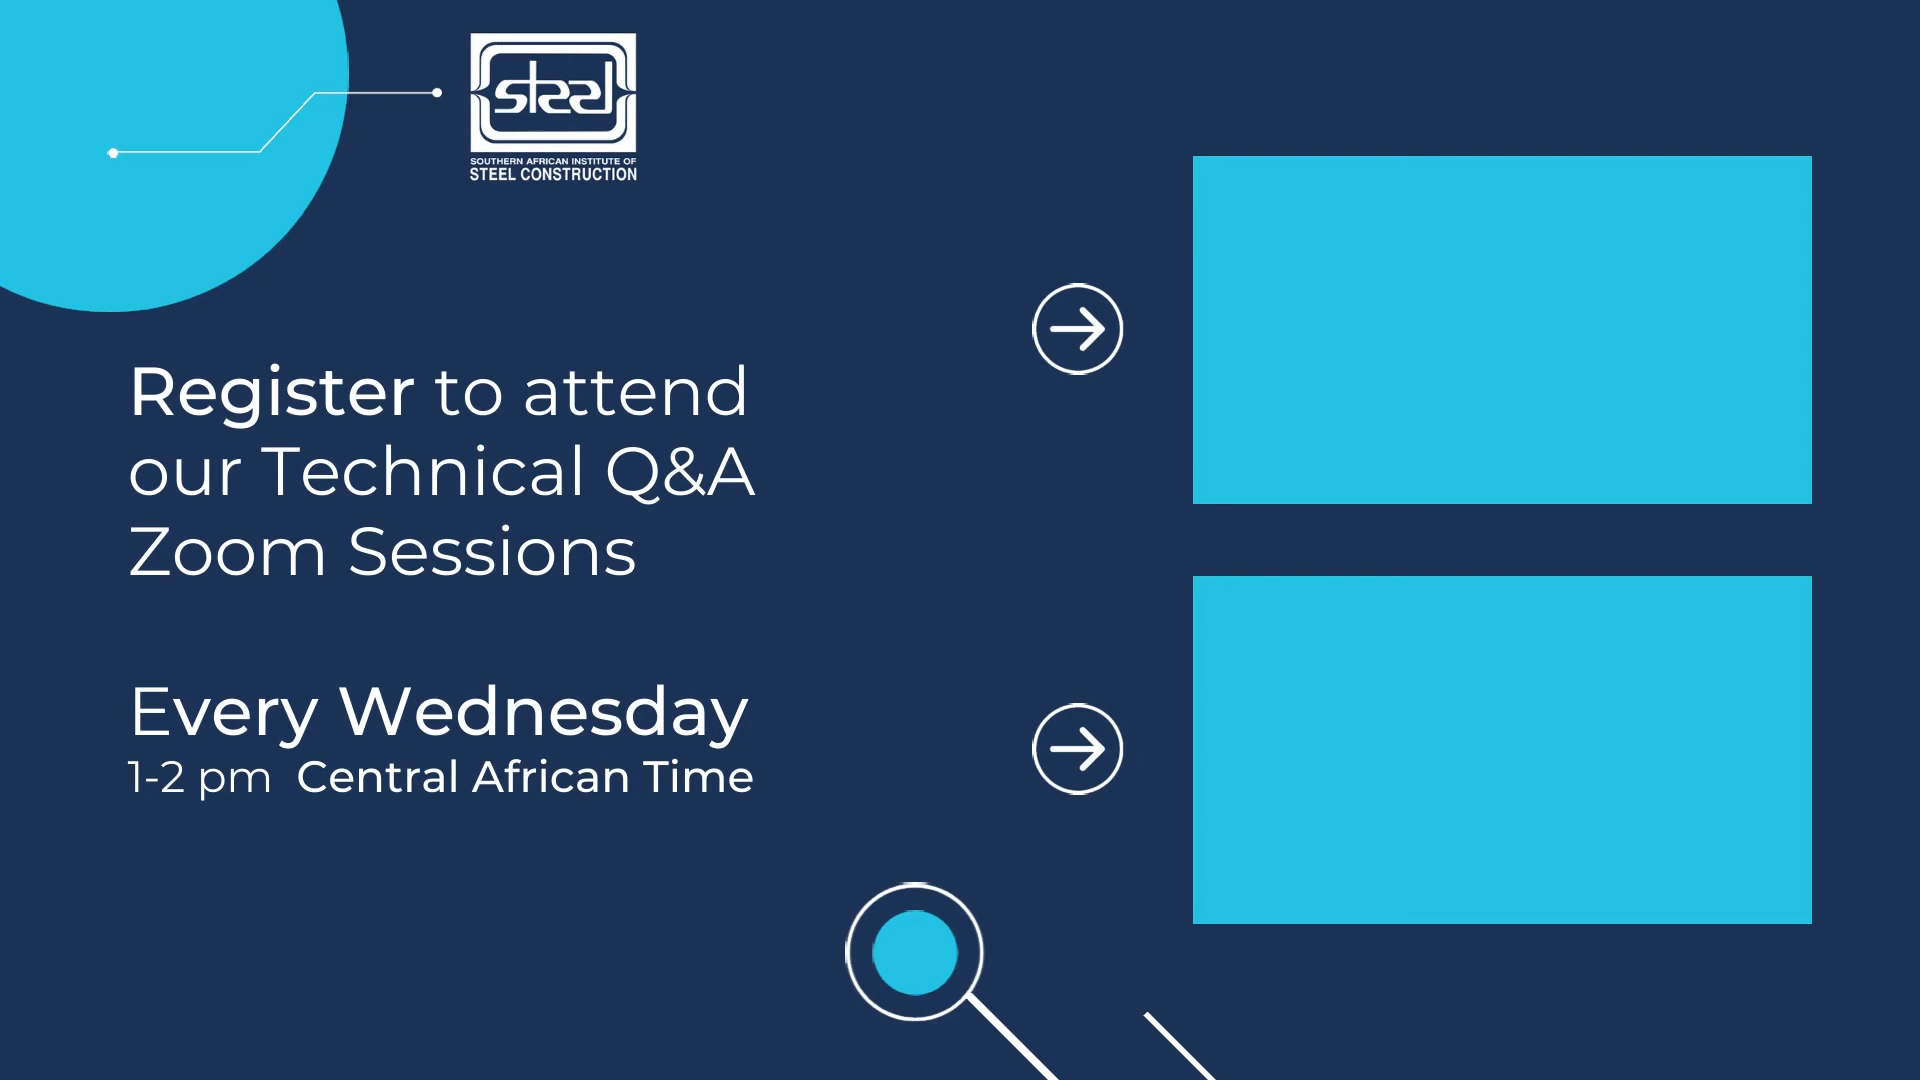 steel
SOUTHERN AFRICAN INSTITUTE OF
STEEL CONSTRUCTION
Register to attend
our Technical Q&A
Zoom Sessions
Every Wednesday
1-2 pm Central African Time